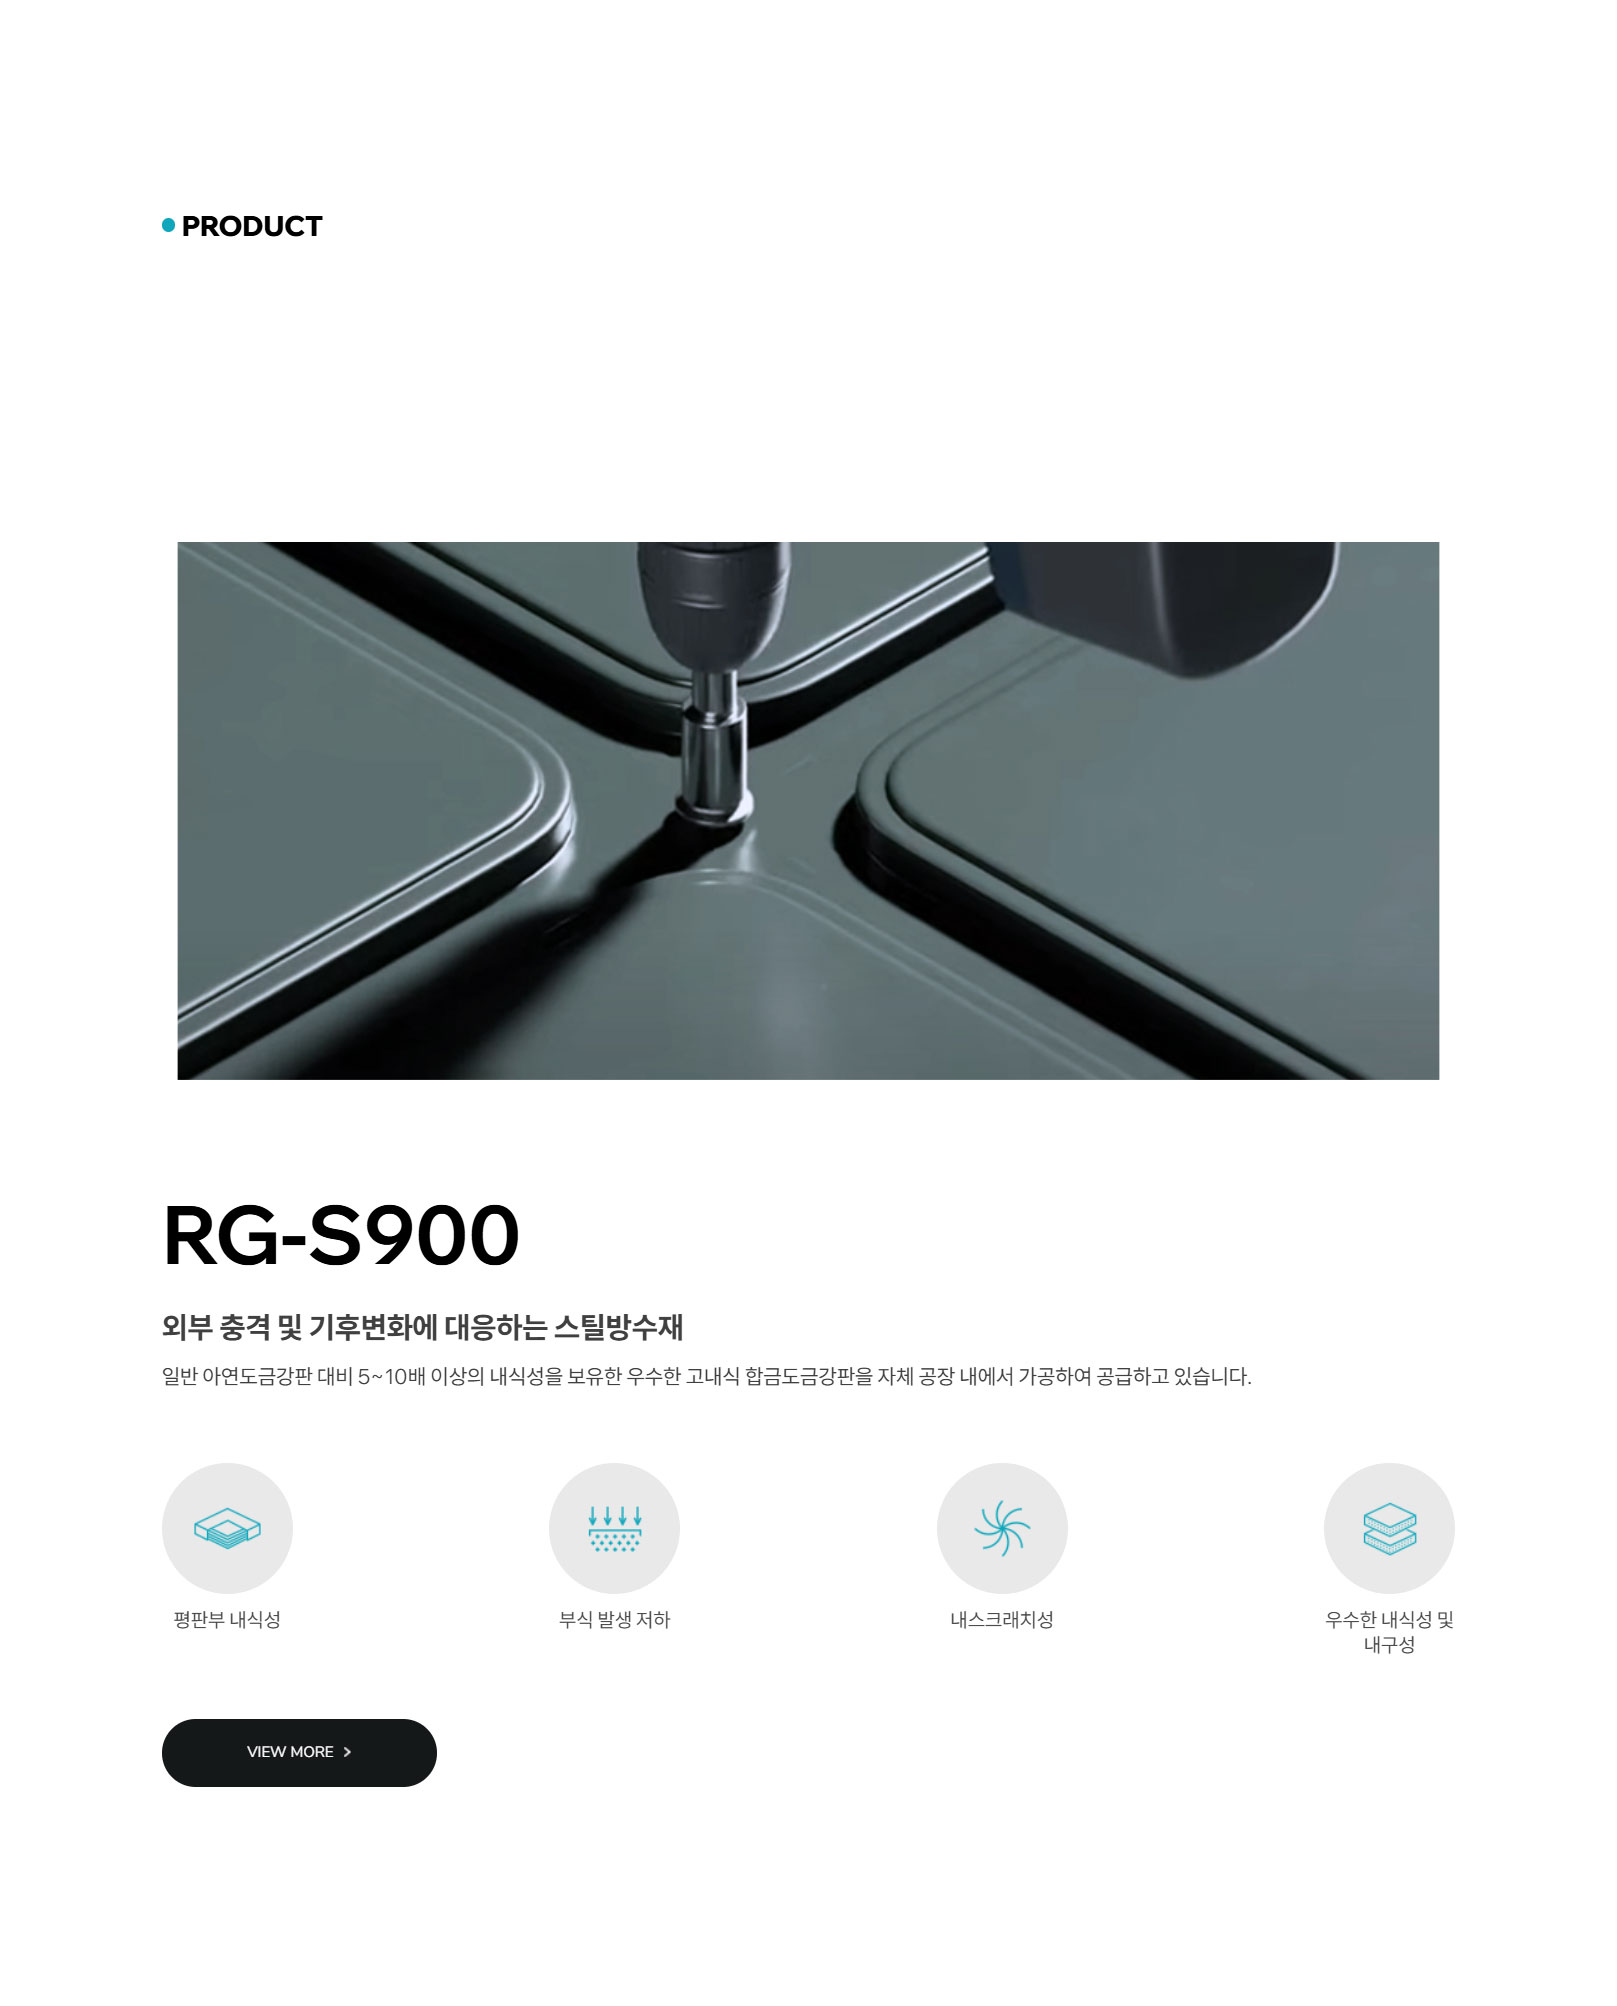 PRODUCT
RG-S900
외부 충격 및 기후변화에 대응하는 스틸방수재
일반 아연도금강판 대비 5~10배 이상의 내식성을 보유한 우수한 고내식 합금도금강판을 자체 공장 내에서 가공하여 공급하고 있습니다.
평판부 내식성
부식 발생 저하
내스크래치성
우수한 내식성 및
내구성
VIEW MORE >